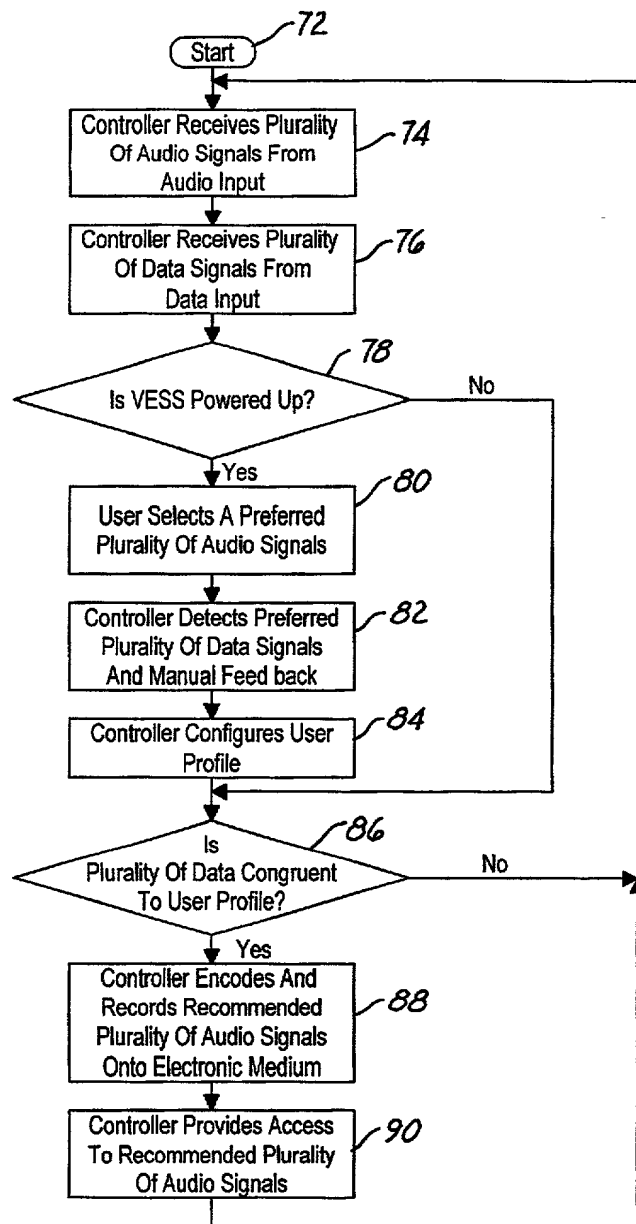 72
Start
Controller Receives Plurality
Of Audio Signals From
Audio Input
74
Controller Receives Plurality
Of Data Signals From
Data Input
76
78
Is VESS Powered Up?
No
Yes
80
User Selects A Preferred
Plurality Of Audio Signals
Controller Detects Preferred
Plurality Of Data Signals
And Manual Feed back
82
84
Controller Configures User
Profile
86
Is
Plurality Of Data Congruent
To User Profile?
No
Yes
Controller Encodes And
Records Recommended
Plurality Of Audio Signals
Onto Electronic Medium
88
Controller Provides Access
To Recommended Plurality
Of Audio Signals
90